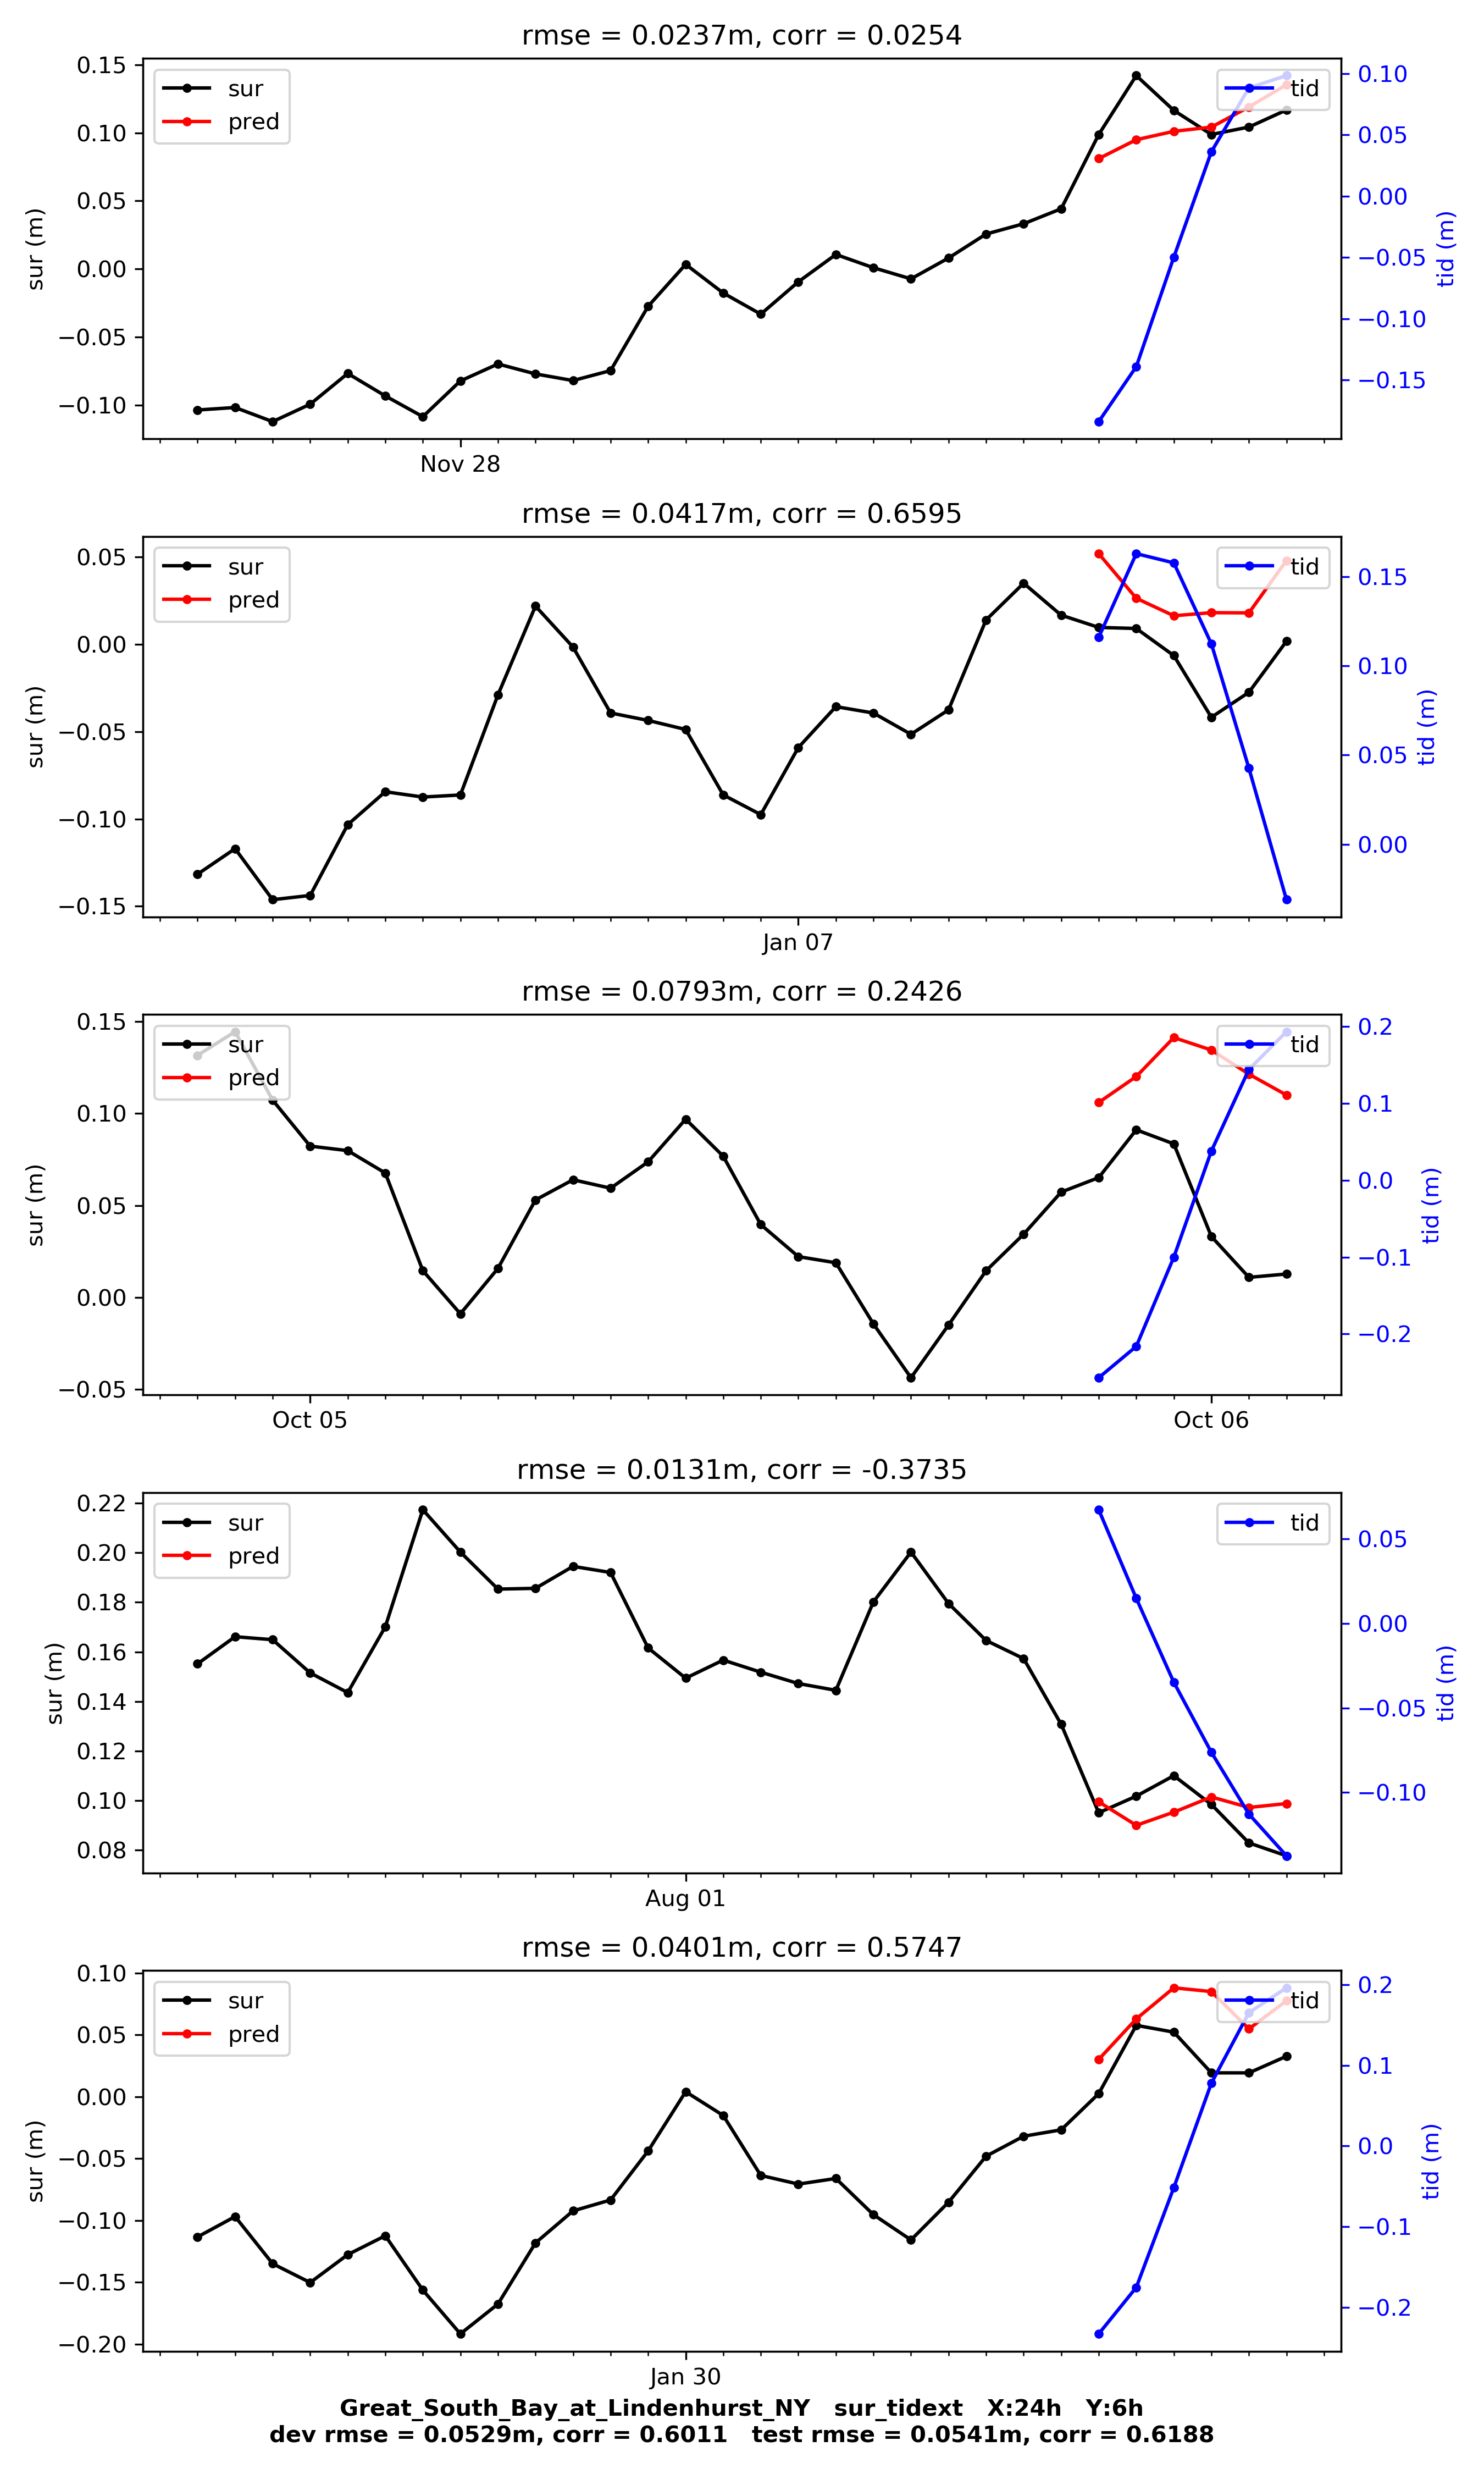 rmse = 0.0237m, corr = 0.0254
0.15
0.10
0.05
0.00
−0.05
−0.10
sur (m)
sur
pred
tid
0.10
0.05
0.00
−0.05
−0.10
−0.15
tid (m)
Nov 28
rmse = 0.0417m, corr = 0.6595
0.05
0.00
−0.05
−0.10
−0.15
sur (m)
sur
pred
tid
0.15
0.10
0.05
0.00
tid (m)
Jan 07
rmse = 0.0793m, corr = 0.2426
0.15
0.10
0.05
0.00
−0.05
sur (m)
sur
pred
tid
0.2
0.1
0.0
−0.1
−0.2
tid (m)
Oct 05
Oct 06
rmse = 0.0131m, corr = -0.3735
0.22
0.20
0.18
0.16
0.14
0.12
0.10
0.08
sur (m)
sur
pred
tid
0.05
0.00
−0.05
−0.10
tid (m)
Aug 01
rmse = 0.0401m, corr = 0.5747
0.10
0.05
0.00
−0.05
−0.10
−0.15
−0.20
sur (m)
sur
pred
tid
0.2
0.1
0.0
−0.1
−0.2
tid (m)
Jan 30
Great_South_Bay_at_Lindenhurst_NY sur_tidext X:24h Y:6h
dev rmse = 0.0529m, corr = 0.6011 test rmse = 0.0541m, corr = 0.6188